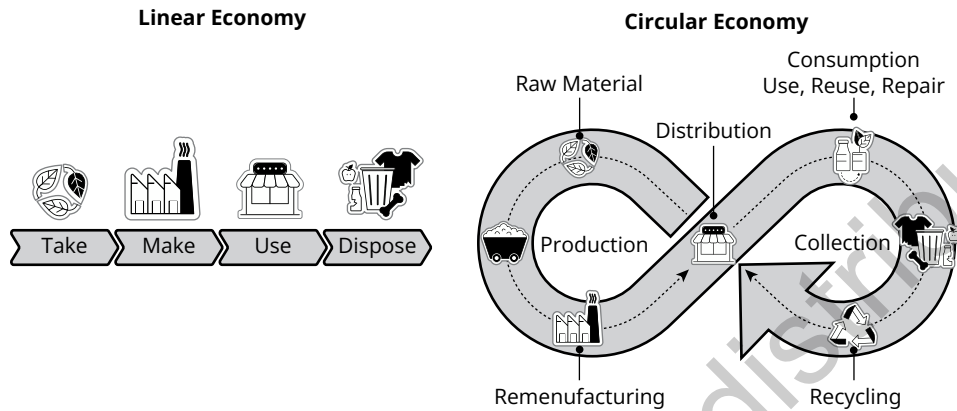 Linear Economy
Take
Make
Use
Dispose
Circular Economy
Raw Material
Distribution
Consumption
Use, Reuse, Repair
Production
Collection
Remenufacturing
Recycling